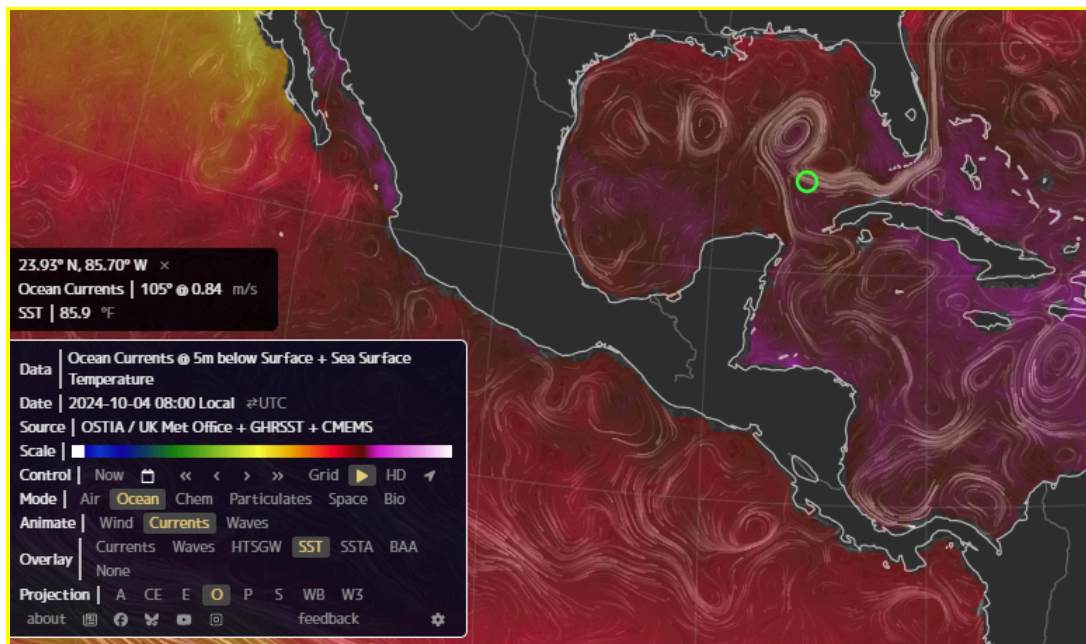 23.93° N, 85.70° W ×
Ocean Currents | 105° @ 0.84 m/s
SST | 85.9 °F
Data | Ocean Currents @ 5m below Surface + Sea Surface
Temperature
Date | 2024-10-04 08:00 Local ⇄UTC
Source | OSTIA / UK Met Office + GHRSST + CMEMS
Scale |
Control | Now « ‹ › » Grid HD
Mode | Air Ocean Chem Particulates Space Bio
Animate | Wind Currents Waves
Overlay | Currents Waves HTSGW SST SSTA BAA
None
Projection | A CE E O P S WB W3
about feedback